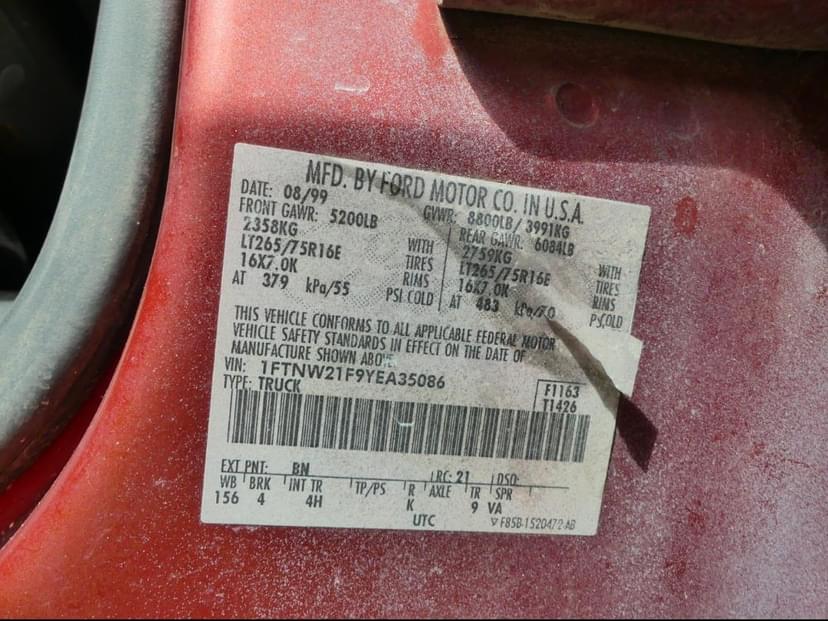 MFD. BY FORD MOTOR CO. IN U.S.A.
DATE: 08/99 GVWR: 8800LB/3991KG
FRONT GAWR: 5200LB REAR GAWR: 6084LB
2358KG WITH 2759KG WITH
LT265/75R16E TIRES LT265/75R16E TIRES
16X7.0K RIMS 16X7.0K RIMS
AT 379 kPa/55 PSI COLD AT 483 kPa/70 PSI COLD
THIS VEHICLE CONFORMS TO ALL APPLICABLE FEDERAL MOTOR
VEHICLE SAFETY STANDARDS IN EFFECT ON THE DATE OF
MANUFACTURE SHOWN ABOVE.
VIN: 1FTNW21F9YEA35086
TYPE: TRUCK
F1163
T1426
EXT PNT: BN RC: 21 DSO:
WB BRK INT TR TP/PS R AXLE TR SPR
156 4 4H K 9 VA
UTC ▽ F85B-1520472-AB